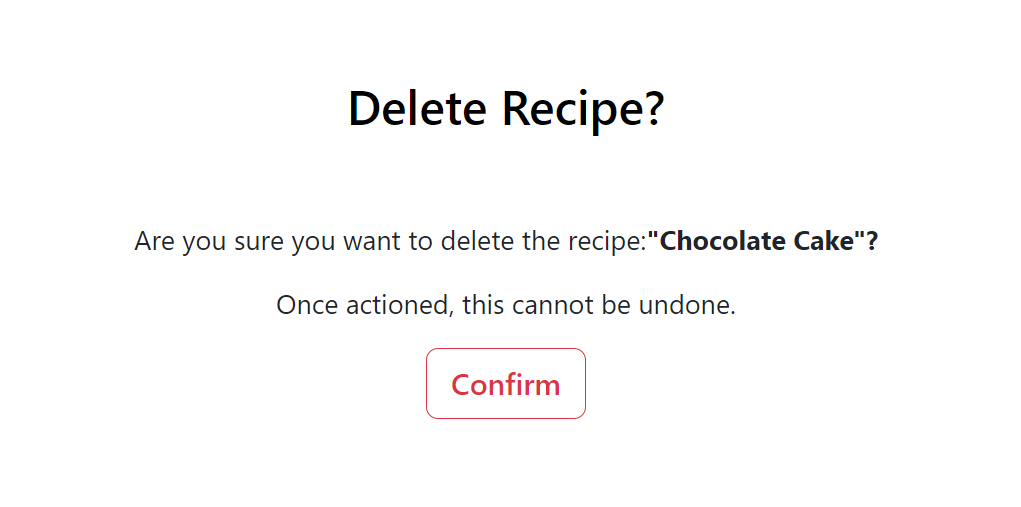 Delete Recipe?
Are you sure you want to delete the recipe:"Chocolate Cake"?
Once actioned, this cannot be undone.
Confirm